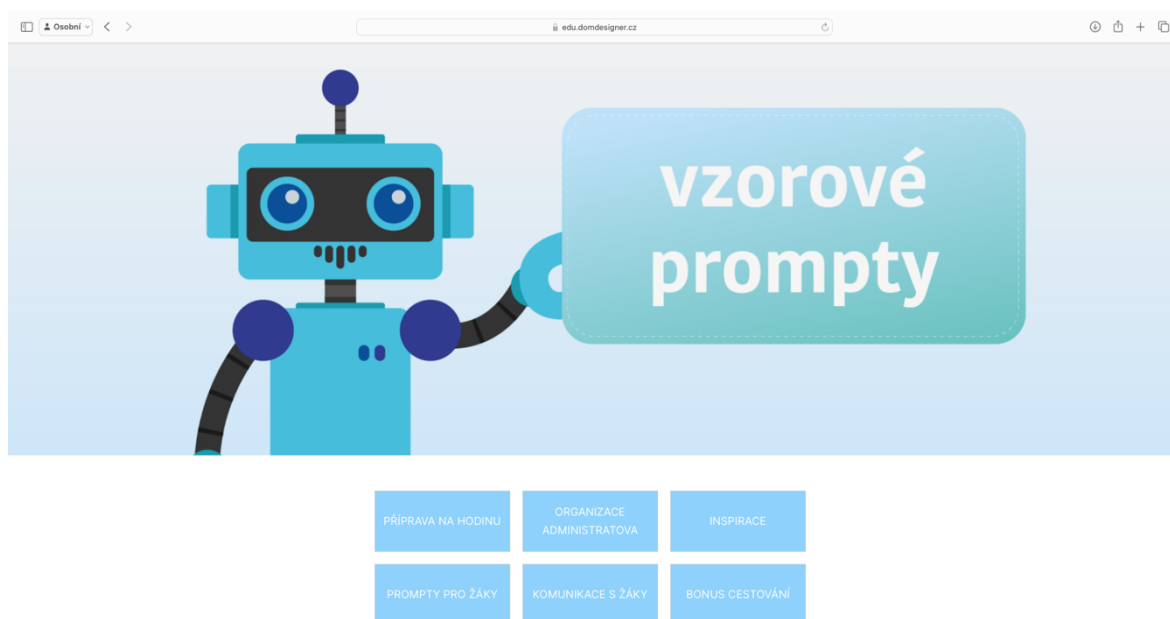 Osobní
edu.domdesigner.cz
vzorové
prompty
PŘÍPRAVA NA HODINU
ORGANIZACE
ADMINISTRATOVA
INSPIRACE
PROMPTY PRO ŽÁKY
KOMUNIKACE S ŽÁKY
BONUS CESTOVÁNÍ